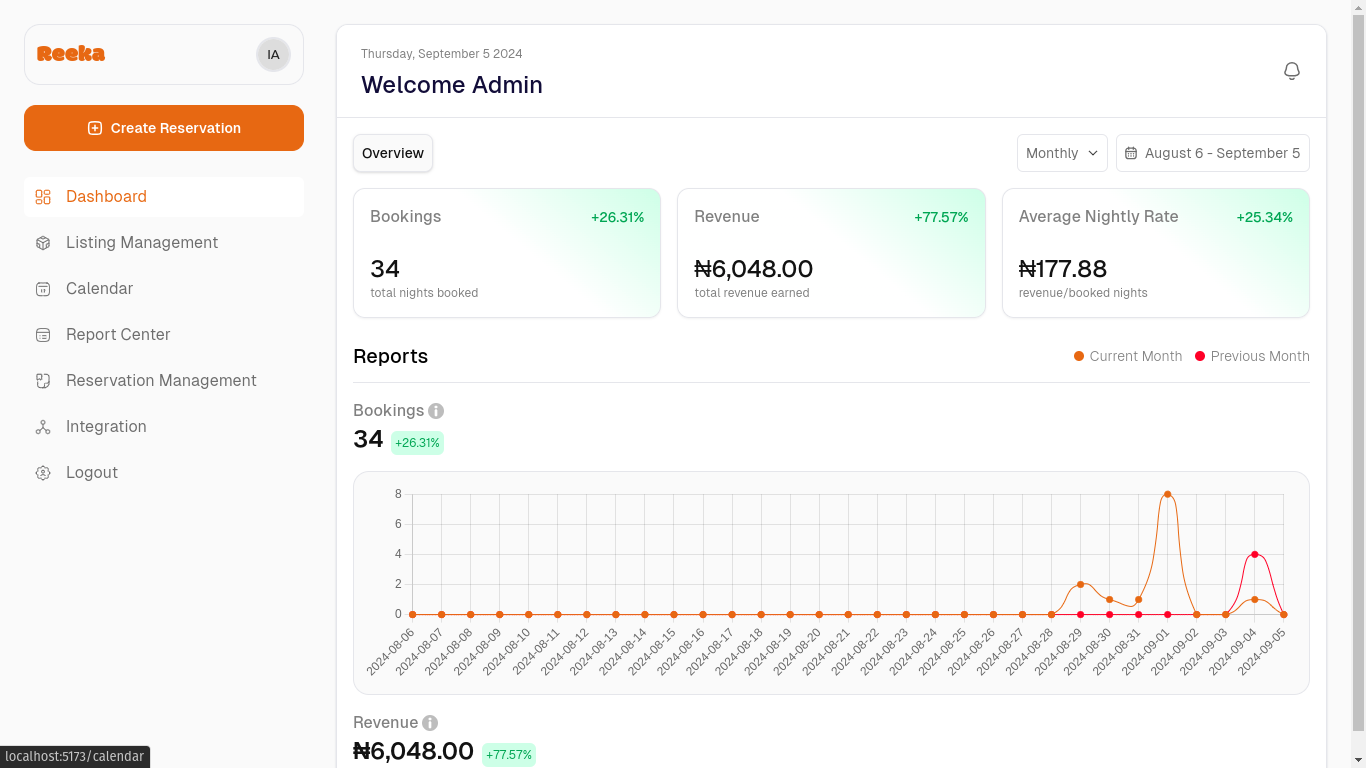 Reeka
IA
Create Reservation
Dashboard
Listing Management
Calendar
Report Center
Reservation Management
Integration
Logout
Thursday, September 5 2024
Welcome Admin
Overview
Monthly
August 6 - September 5
Bookings +26.31%
34
total nights booked
Revenue +77.57%
₦6,048.00
total revenue earned
Average Nightly Rate +25.34%
₦177.88
revenue/booked nights
Reports
Current Month Previous Month
Bookings
34 +26.31%
8
6
4
2
0
2024-08-06 2024-08-07 2024-08-08 2024-08-09 2024-08-10 2024-08-11 2024-08-12 2024-08-13 2024-08-14 2024-08-15 2024-08-16 2024-08-17 2024-08-18 2024-08-19 2024-08-20 2024-08-21 2024-08-22 2024-08-23 2024-08-24 2024-08-25 2024-08-26 2024-08-27 2024-08-28 2024-08-29 2024-08-30 2024-08-31 2024-09-01 2024-09-02 2024-09-03 2024-09-04 2024-09-05
Revenue
₦6,048.00 +77.57%
localhost:5173/calendar